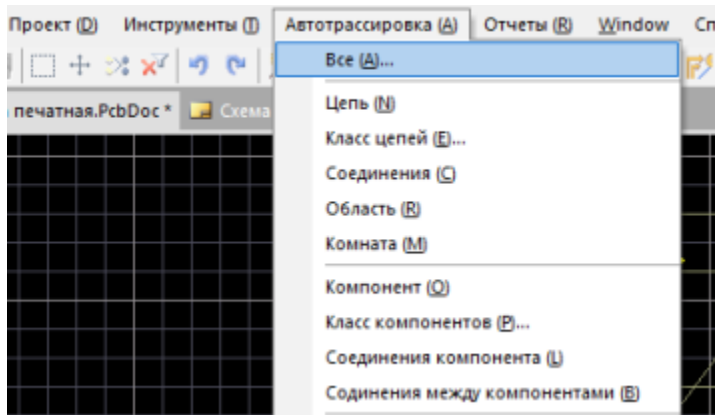 Проект (D) Инструменты (T) Автотрассировка (A) Отчеты (R) Window
Все (A)...
печатная.PcbDoc * Схема
Цепь (N)
Класс цепей (E)...
Соединения (C)
Область (R)
Комната (M)
Компонент (O)
Класс компонентов (P)...
Соединения компонента (L)
Содинения между компонентами (B)